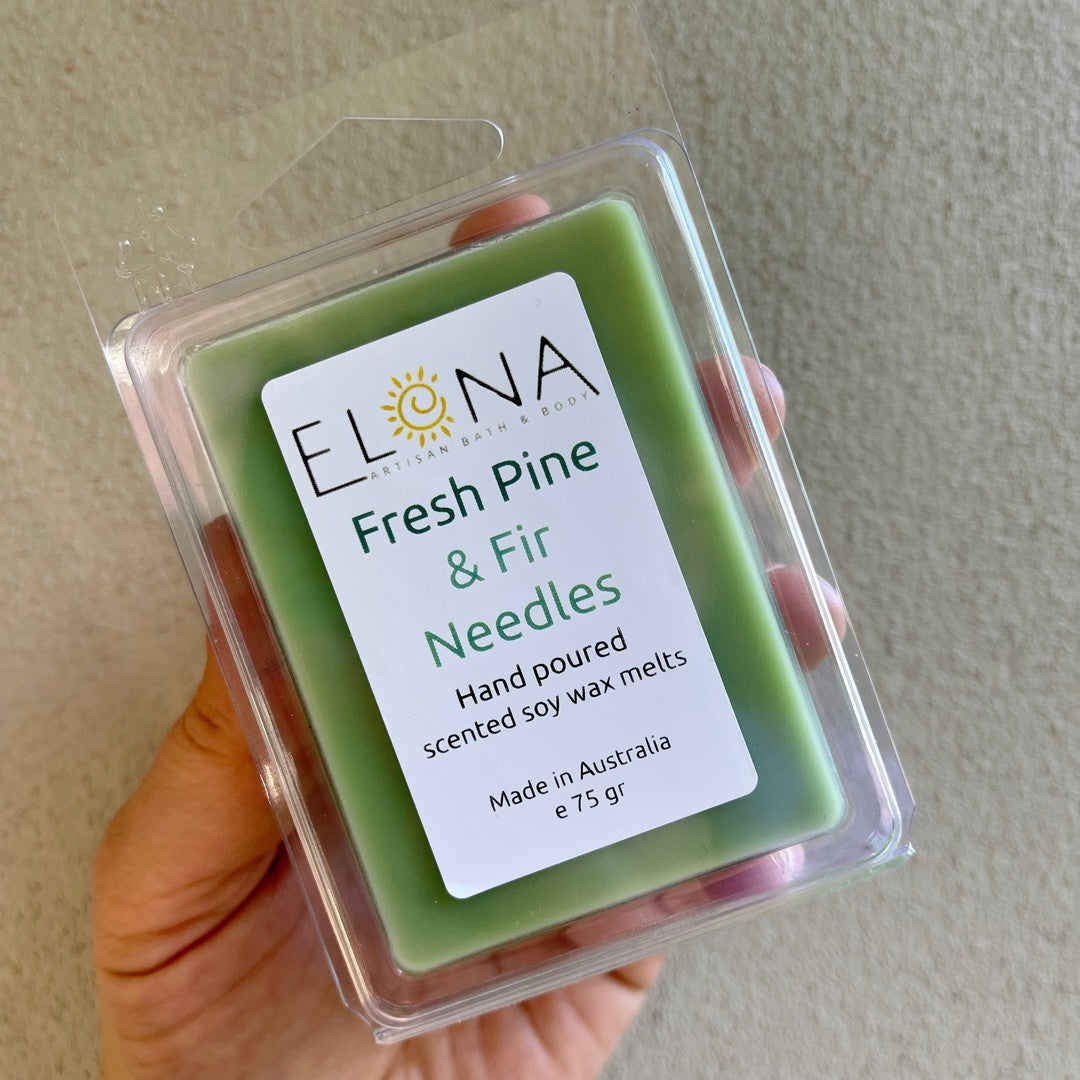 ELONA
ARTISAN BATH & BODY
Fresh Pine
& Fir
Needles
Hand poured
scented soy wax melts
Made in Australia
e 75 gr